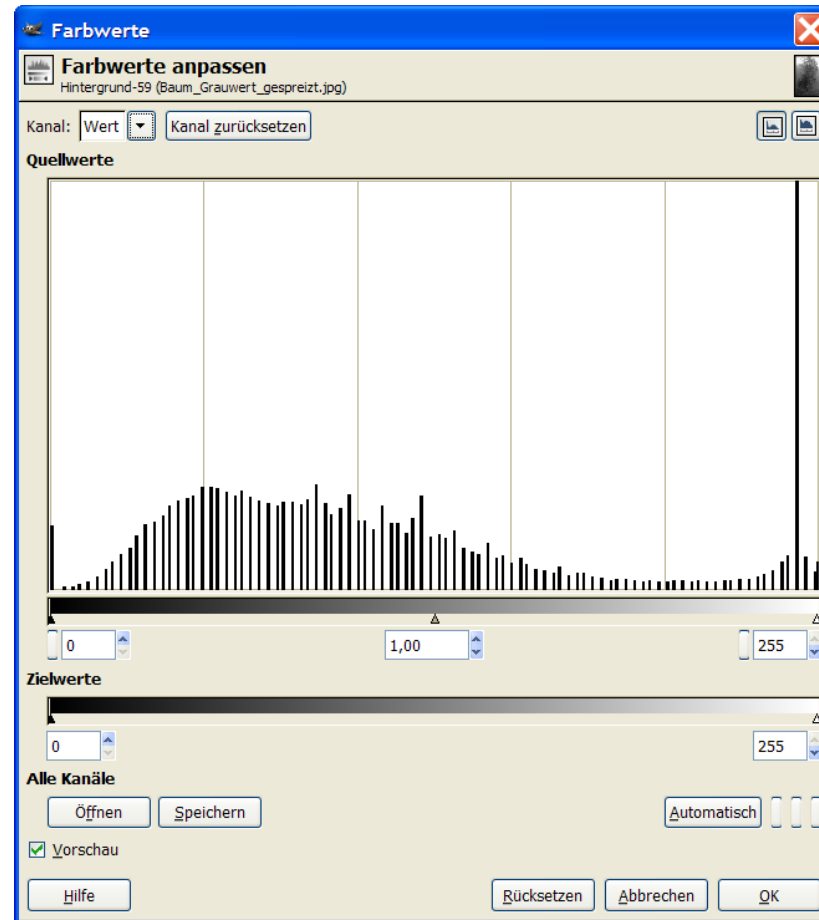 Farbwerte
Farbwerte anpassen
Hintergrund-59 (Baum_Grauwert_gespreizt.jpg)
Kanal: Wert Kanal zurücksetzen
Quellwerte
0 1,00 255
Zielwerte
0 255
Alle Kanäle
Öffnen Speichern Automatisch
Vorschau
Hilfe Rücksetzen Abbrechen OK